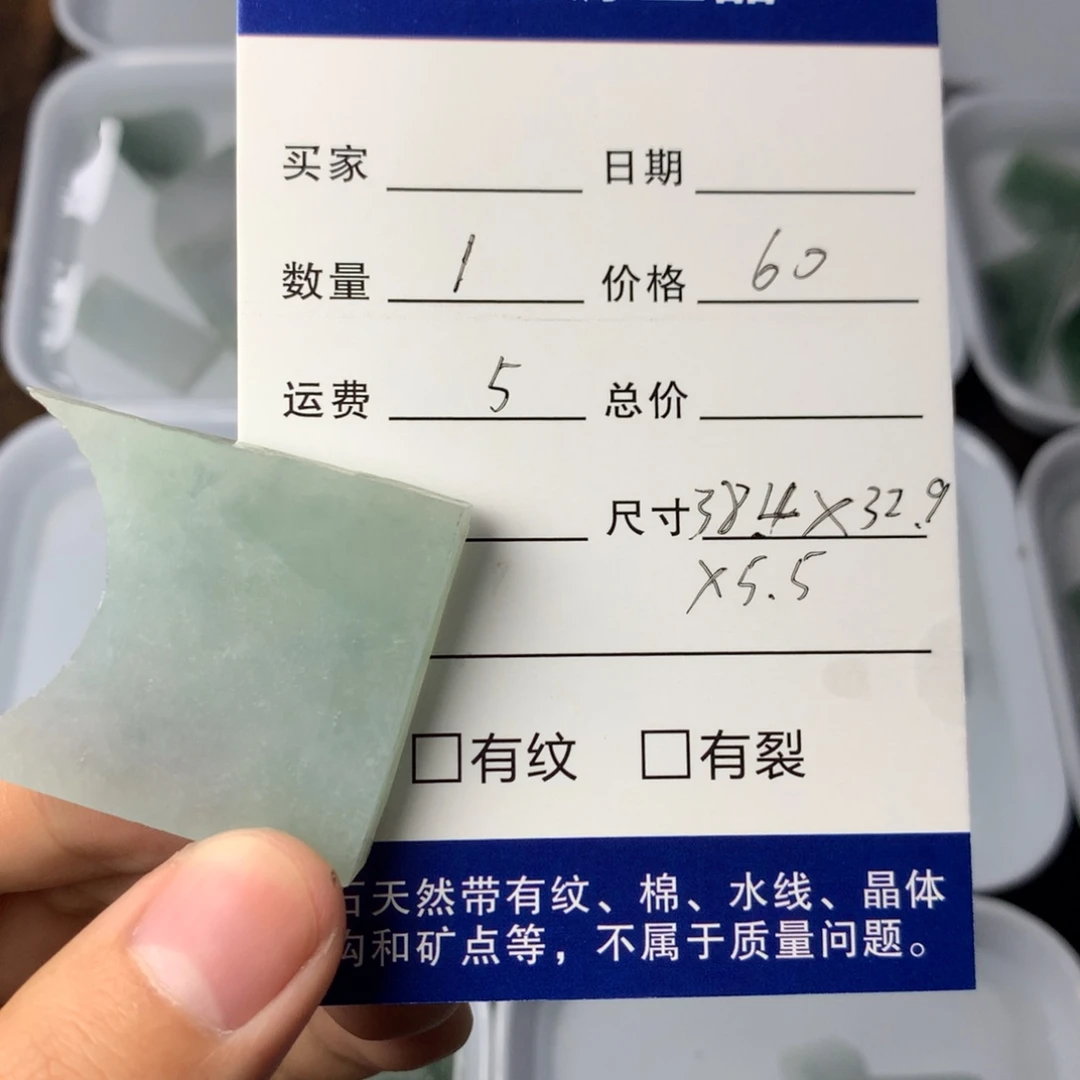 买家 日期
数量 1 价格 60
运费 5 总价
尺寸 38.4×32.9
×5.5
□有纹 □有裂
石天然带有纹、棉、水线、晶体
沟和矿点等，不属于质量问题。